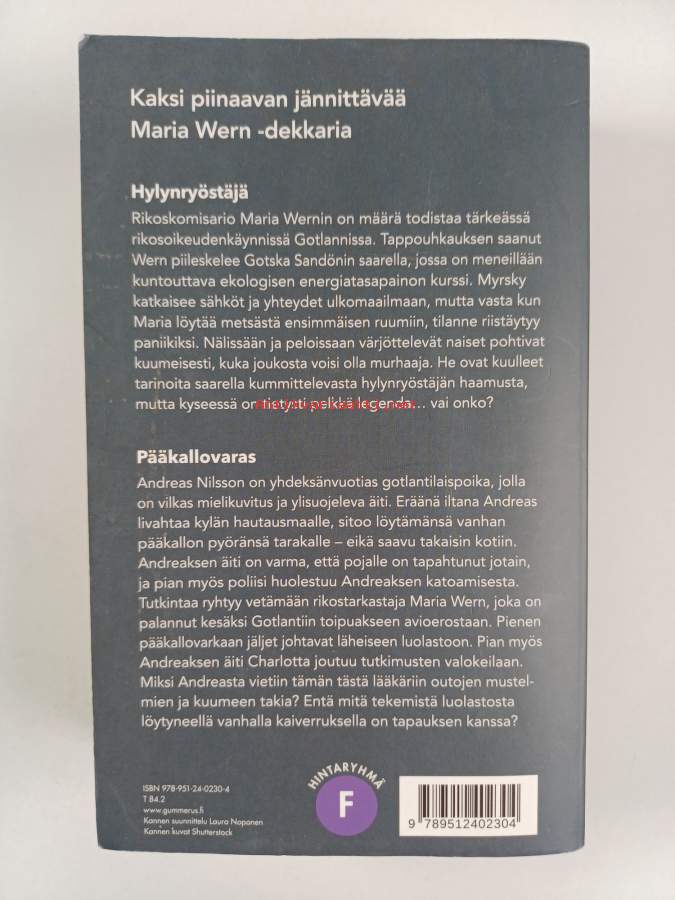 Kaksi piinaavan jännittävää
Maria Wern -dekkaria
Hylynryöstäjä
Rikoskomisario Maria Wernin on määrä todistaa tärkeässä
rikosoikeudenkäynnissä Gotlannissa. Tappouhkauksen saanut
Wern piileskelee Gotska Sandönin saarella, jossa on meneillään
kuntouttava ekologisen energiatasapainon kurssi. Myrsky
katkaisee sähköt ja yhteydet ulkomaailmaan, mutta vasta kun
Maria löytää metsästä ensimmäisen ruumiin, tilanne riistäytyy
paniikiksi. Nälissään ja peloissaan värjöttelevät naiset pohtivat
kuumeisesti, kuka joukosta voisi olla murhaaja. He ovat kuulleet
tarinoita saarella kummittelevasta hylynryöstäjän haamusta,
mutta kyseessä on tietysti pelkkä legenda... vai onko?
Pääkallovaras
Andreas Nilsson on yhdeksänvuotias gotlantilaispoika, jolla
on vilkas mielikuvitus ja ylisuojeleva äiti. Eräänä iltana Andreas
livahtaa kylän hautausmaalle, sitoo löytämänsä vanhan
pääkallon pyöränsä tarakalle – eikä saavu takaisin kotiin.
Andreaksen äiti on varma, että pojalle on tapahtunut jotain,
ja pian myös poliisi huolestuu Andreaksen katoamisesta.
Tutkintaa ryhtyy vetämään rikostarkastaja Maria Wern, joka on
palannut kesäksi Gotlantiin toipuakseen avioerostaan. Pienen
pääkallovarkaan jäljet johtavat läheiseen luolastoon. Pian myös
Andreaksen äiti Charlotta joutuu tutkimusten valokeilaan.
Miksi Andreasta vietiin tämän tästä lääkäriin outojen mustel-
mien ja kuumeen takia? Entä mitä tekemistä luolastosta
löytyneellä vanhalla kaiverruksella on tapauksen kanssa?
ISBN 978-951-24-0230-4
T 84.2
www.gummerus.fi
Kannen suunnittelu Laura Noponen
Kannen kuvat Shutterstock
HINTARYHMÄ
F
9 789512 402304